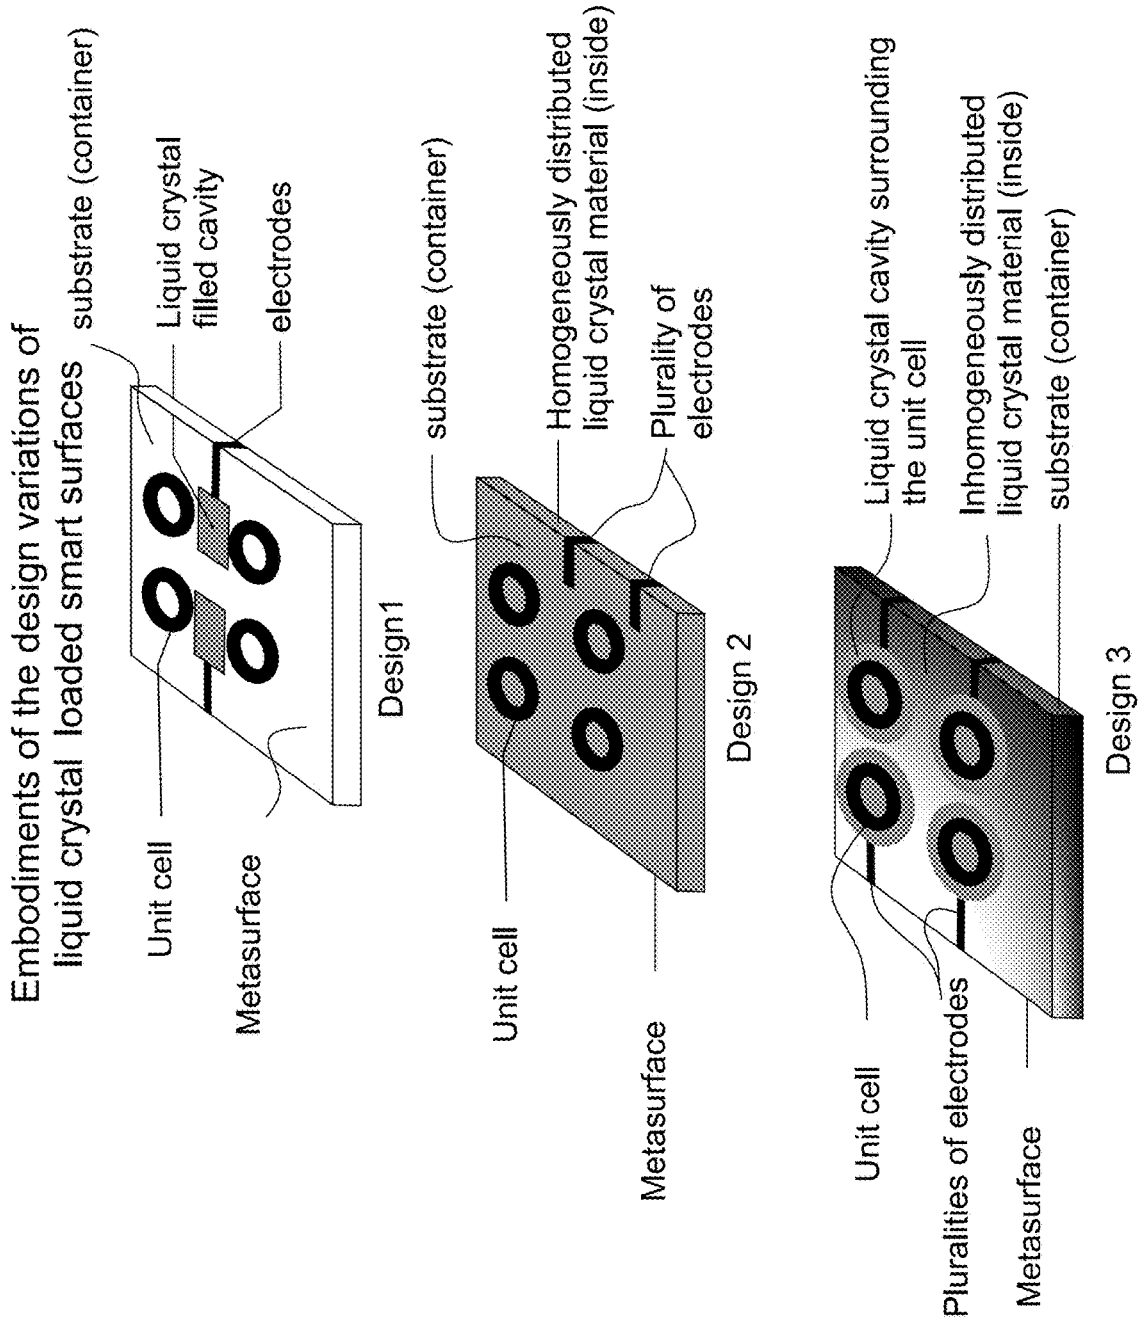 Embodiments of the design variations of
liquid crystal loaded smart surfaces
substrate (container)
Liquid crystal
filled cavity
electrodes
Unit cell
Metasurface
Design1
substrate (container)
Homogeneously distributed
liquid crystal material (inside)
Plurality of
electrodes
Unit cell
Metasurface
Design 2
Liquid crystal cavity surrounding
the unit cell
Inhomogeneously distributed
liquid crystal material (inside)
substrate (container)
Unit cell
Pluralities of electrodes
Metasurface
Design 3